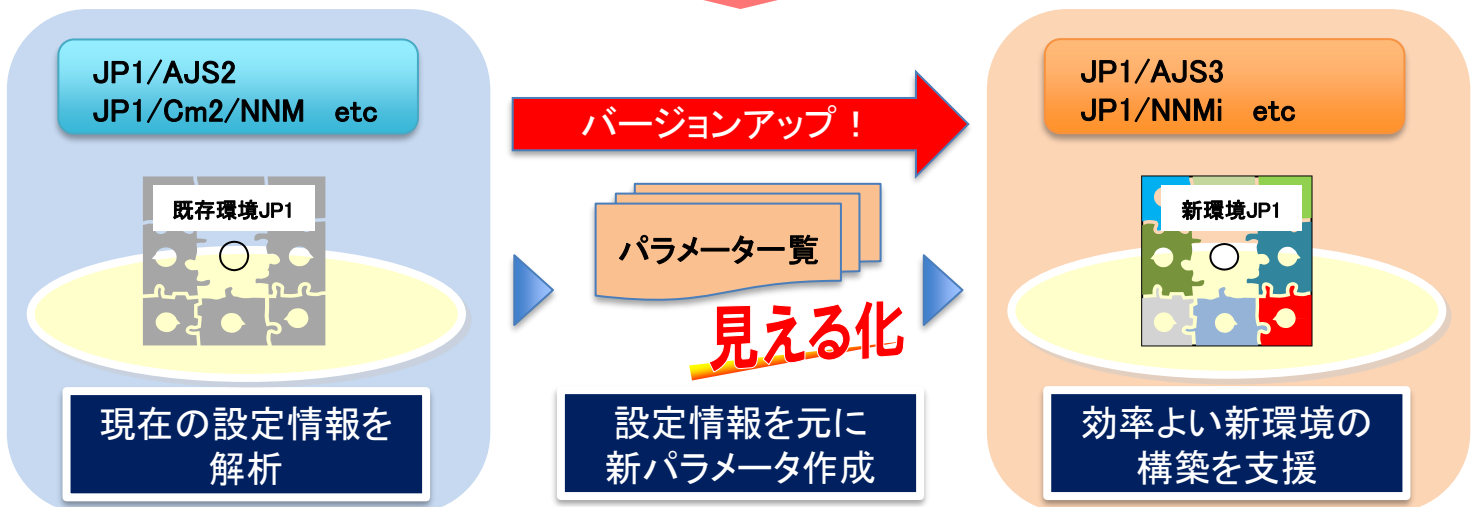 JP1/AJS2
JP1/Cm2/NNM etc
既存環境JP1
現在の設定情報を
解析
バージョンアップ！
パラメータ一覧
見える化
設定情報を元に
新パラメータ作成
JP1/AJS3
JP1/NNMi etc
新環境JP1
効率よい新環境の
構築を支援